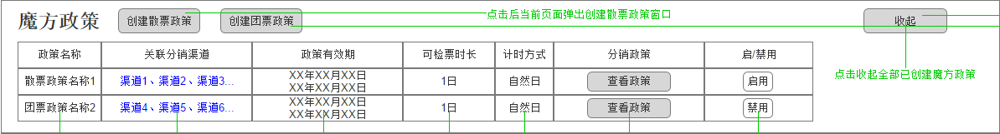 魔方政策
创建散票政策
创建团票政策
点击后当前页面弹出创建散票政策窗口
收起
政策名称 关联分销渠道 政策有效期 可检票时长 计时方式 分销政策 启/禁用
散票政策名称1 渠道1、渠道2、渠道3... XX年XX月XX日
XX年XX月XX日 1日 自然日 查看政策 启用
团票政策名称2 渠道4、渠道5、渠道6... XX年XX月XX日
XX年XX月XX日 1日 自然日 查看政策 禁用
点击收起全部已创建魔方政策